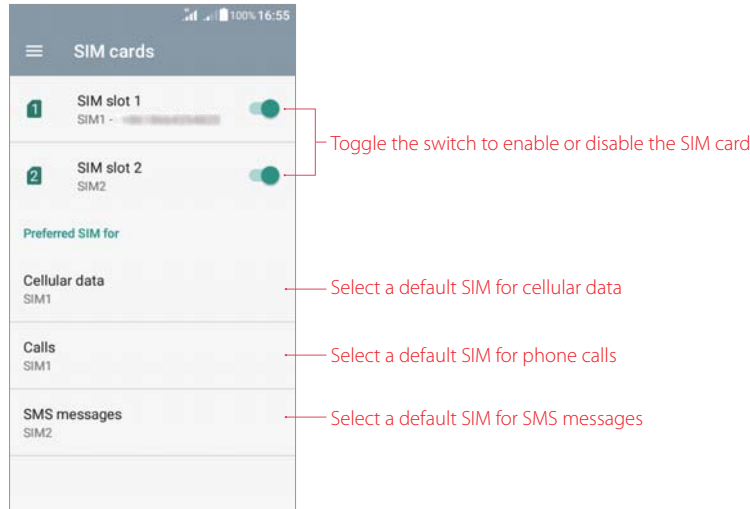 100% 16:55
SIM cards
1
SIM slot 1
SIM1 -
Toggle the switch to enable or disable the SIM card
2
SIM slot 2
SIM2
Preferred SIM for
Cellular data
SIM1
Select a default SIM for cellular data
Calls
SIM1
Select a default SIM for phone calls
SMS messages
SIM2
Select a default SIM for SMS messages